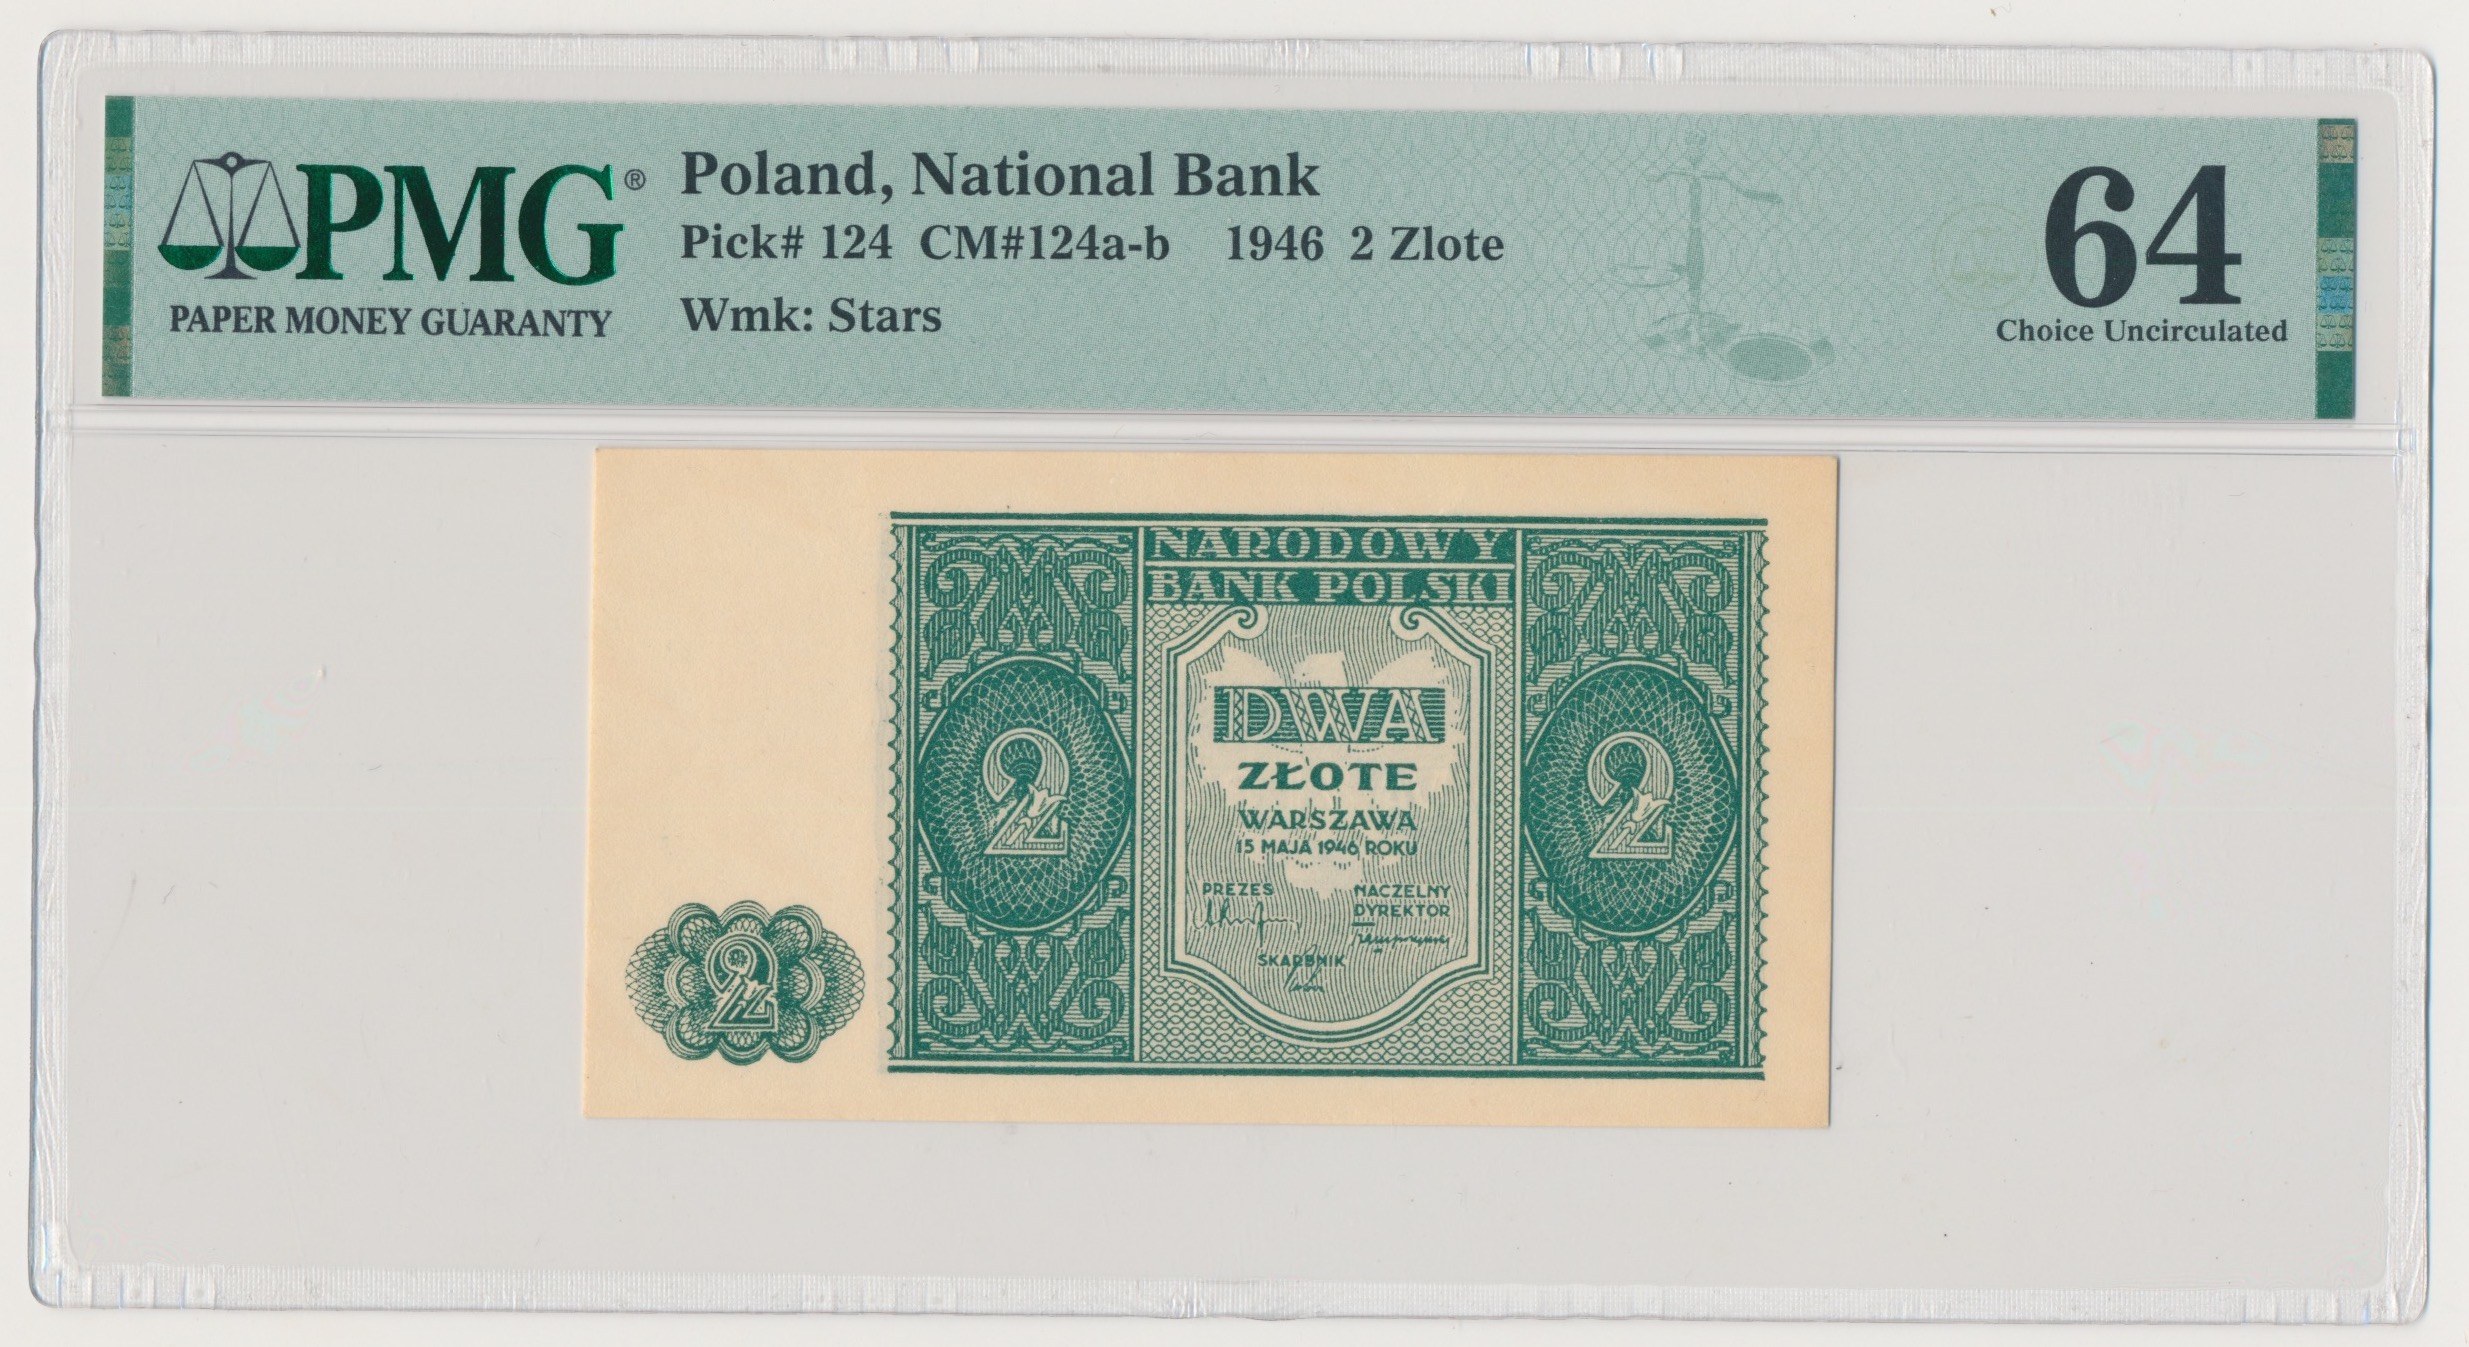 PMG®
PAPER MONEY GUARANTY
Poland, National Bank
Pick# 124 CM#124a-b 1946 2 Zlote
Wmk: Stars
64
Choice Uncirculated
NARODOWY
BANK POLSKI
DWA
ZŁOTE
WARSZAWA
15 MAJA 1946 ROKU
PREZES
NACZELNY
DYREKTOR
SKARBNIK
2
2
2